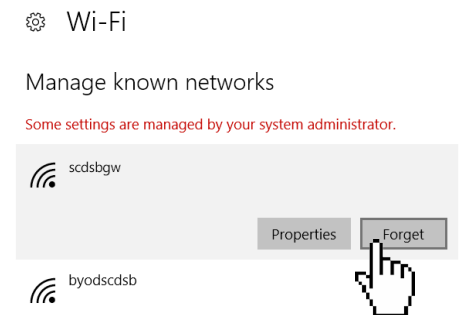 Wi-Fi
Manage known networks
Some settings are managed by your system administrator.
scdsbgw
Properties Forget
byodscdsb